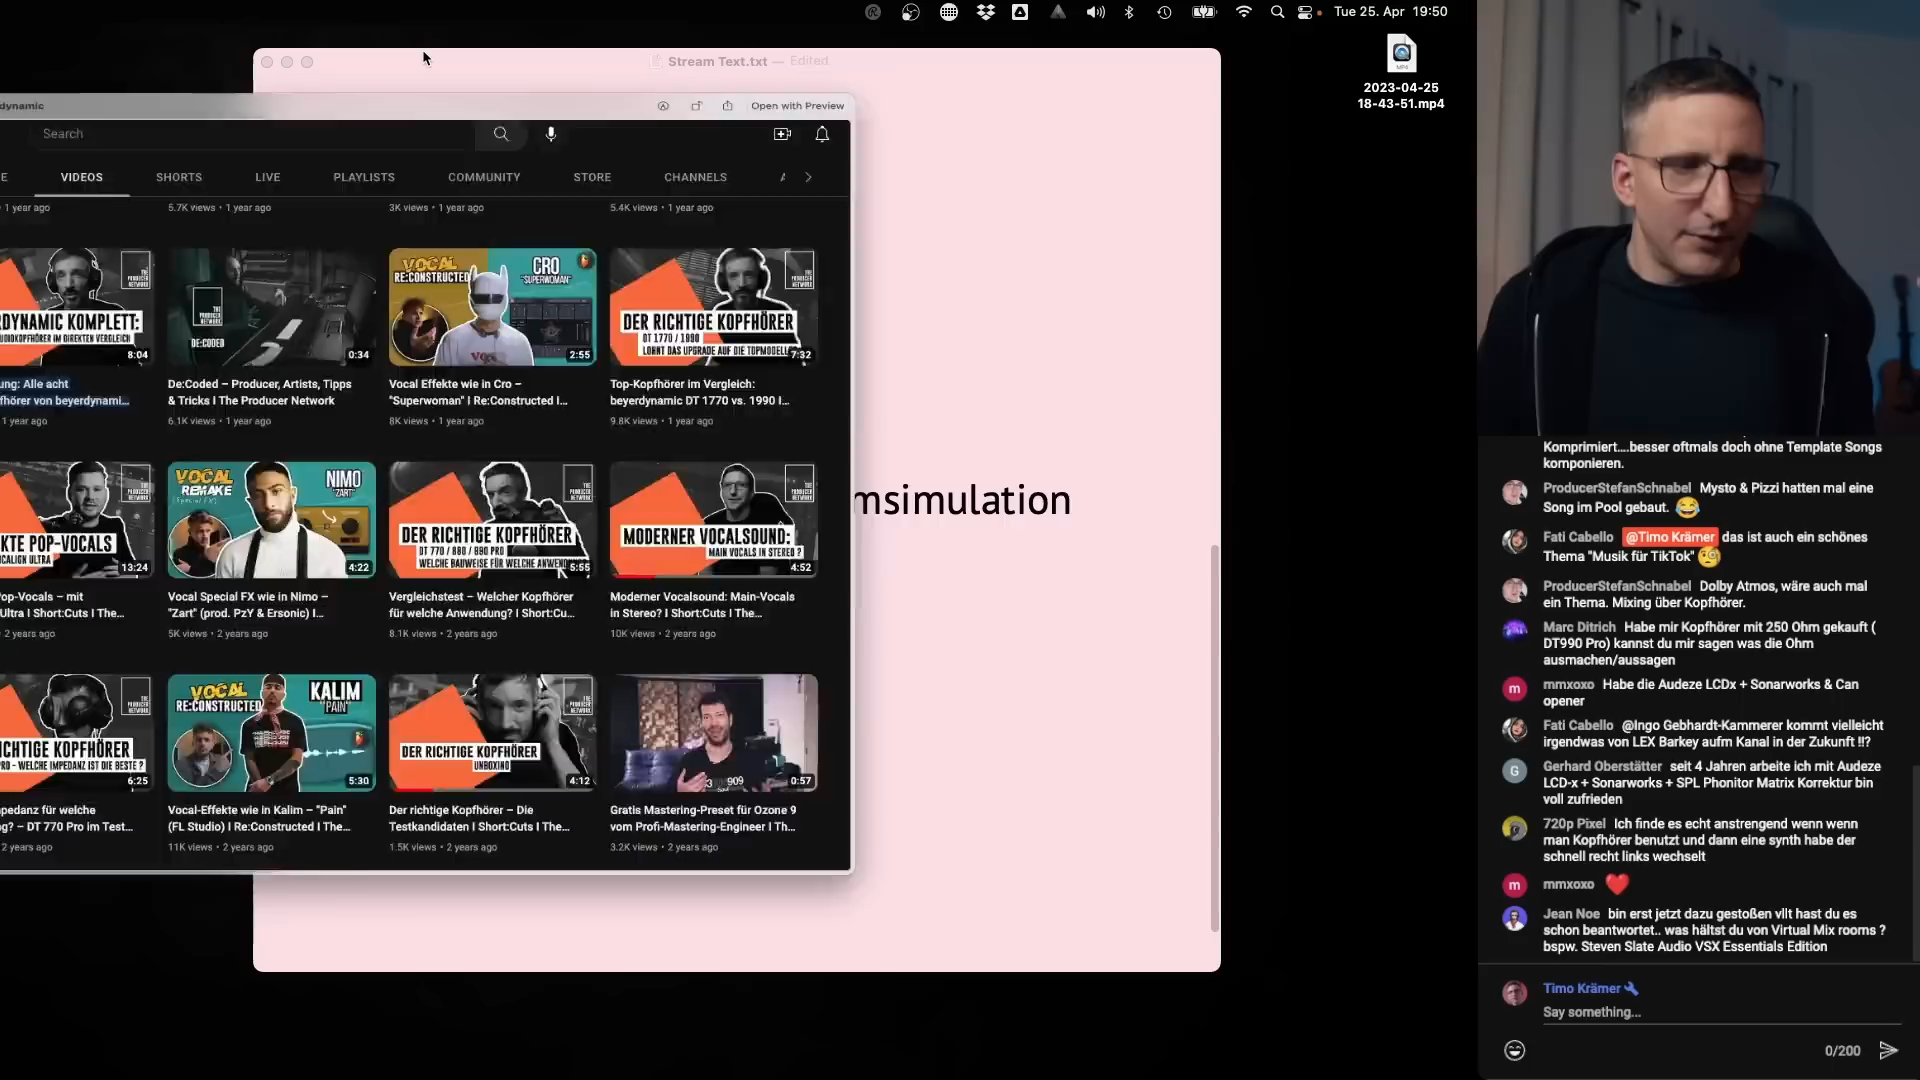 Tue 25. Apr 19:50
Stream Text.txt — Edited
2023-04-25
18-43-51.mp4
dynamic
Open with Preview
Search
VIDEOS
SHORTS
LIVE
PLAYLISTS
COMMUNITY
STORE
CHANNELS
1 year ago
5.7K views • 1 year ago
3K views • 1 year ago
5.4K views • 1 year ago
RDYNAMIC KOMPLETT:
UDIOKOPFHÖRER IM DIREKTEN VERGLEICH
8:04
THE
PRODUCER
NETWORK
DE:CODED
0:34
VOCAL
RE:CONSTRUCTED
CRO
"SUPERWOMAN"
2:55
DER RICHTIGE KOPFHÖRER
DT 1770 / 1990
LOHNT DAS UPGRADE AUF DIE TOPMODELLE
7:32
ung: Alle acht
fhörer von beyerdynami...
1 year ago
De:Coded – Producer, Artists, Tipps
& Tricks I The Producer Network
6.1K views • 1 year ago
Vocal Effekte wie in Cro –
"Superwoman" I Re:Constructed I...
8K views • 1 year ago
Top-Kopfhörer im Vergleich:
beyerdynamic DT 1770 vs. 1990 I...
9.8K views • 1 year ago
KTE POP-VOCALS
CALIGN ULTRA
13:24
VOCAL
REMAKE
Special FX
NIMO
"ZART"
4:22
DER RICHTIGE KOPFHÖRER
DT 770 / 880 / 990 PRO
WELCHE BAUWEISE FÜR WELCHE ANWEND
5:55
MODERNER VOCALSOUND:
MAIN VOCALS IN STEREO ?
4:52
msimulation
Pop-Vocals – mit
Ultra I Short:Cuts I The...
2 years ago
Vocal Special FX wie in Nimo –
"Zart" (prod. PzY & Ersonic) I...
5K views • 2 years ago
Vergleichstest – Welcher Kopfhörer
für welche Anwendung? I Short:Cu...
8.1K views • 2 years ago
Moderner Vocalsound: Main-Vocals
in Stereo? I Short:Cuts I The...
10K views • 2 years ago
ICHTIGE KOPFHÖRER
PRO - WELCHE IMPEDANZ IST DIE BESTE ?
6:25
VOCAL
RE:CONSTRUCTED
KALIM
"PAIN"
5:30
DER RICHTIGE KOPFHÖRER
UNBOXING
4:12
909
0:57
pedanz für welche
g? – DT 770 Pro im Test...
2 years ago
Vocal-Effekte wie in Kalim – "Pain"
(FL Studio) I Re:Constructed I The...
11K views • 2 years ago
Der richtige Kopfhörer – Die
Testkandidaten I Short:Cuts I The...
1.5K views • 2 years ago
Gratis Mastering-Preset für Ozone 9
vom Profi-Mastering-Engineer I Th...
3.2K views • 2 years ago
Komprimiert....besser oftmals doch ohne Template Songs
komponieren.
ProducerStefanSchnabel Mysto & Pizzi hatten mal eine
Song im Pool gebaut. 😂
Fati Cabello @Timo Krämer das ist auch ein schönes
Thema "Musik für TikTok" 🧐
ProducerStefanSchnabel Dolby Atmos, wäre auch mal
ein Thema. Mixing über Kopfhörer.
Marc Ditrich Habe mir Kopfhörer mit 250 Ohm gekauft (
DT990 Pro) kannst du mir sagen was die Ohm
ausmachen/aussagen
m mmxoxo Habe die Audeze LCDx + Sonarworks & Can
opener
Fati Cabello @Ingo Gebhardt-Kammerer kommt vielleicht
irgendwas von LEX Barkey aufm Kanal in der Zukunft !!?
G Gerhard Oberstätter seit 4 Jahren arbeite ich mit Audeze
LCD-x + Sonarworks + SPL Phonitor Matrix Korrektur bin
voll zufrieden
720p Pixel Ich finde es echt anstrengend wenn wenn
man Kopfhörer benutzt und dann eine synth habe der
schnell recht links wechselt
m mmxoxo ❤️
Jean Noe bin erst jetzt dazu gestoßen vllt hast du es
schon beantwortet.. was hältst du von Virtual Mix rooms ?
bspw. Steven Slate Audio VSX Essentials Edition
Timo Krämer
Say something...
0/200